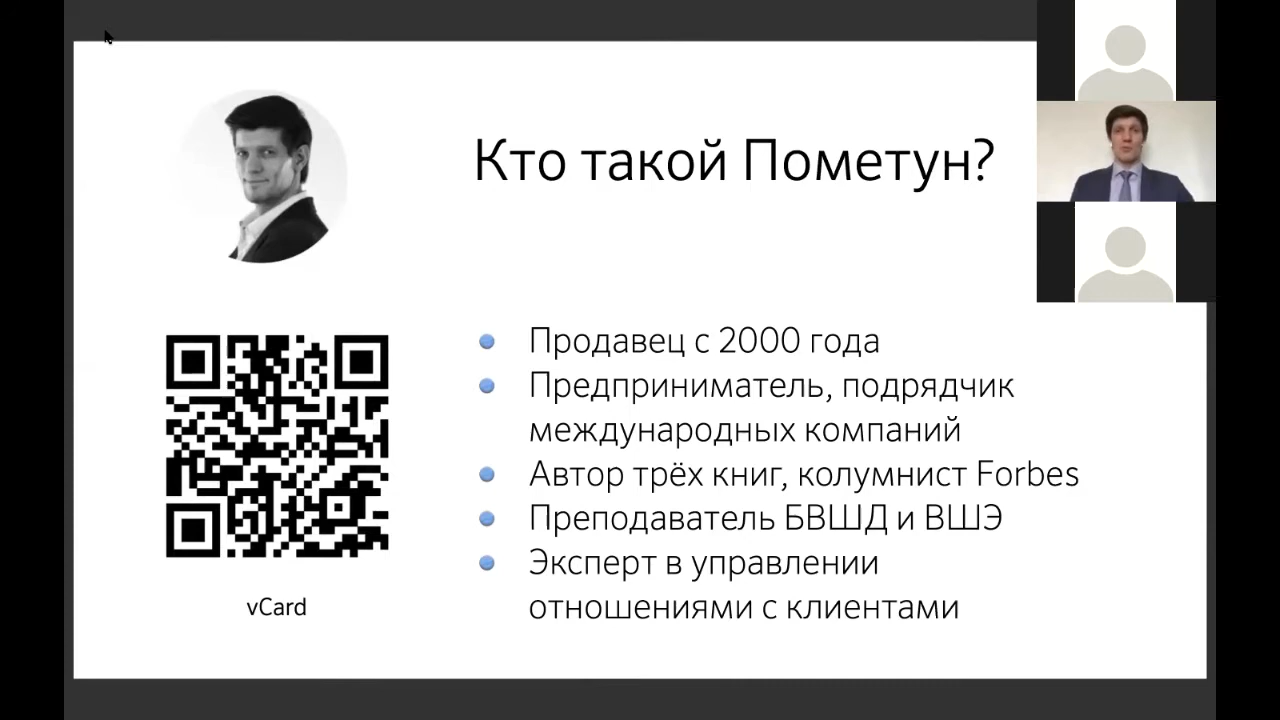 Кто такой Пометун?
Продавец с 2000 года
Предприниматель, подрядчик
международных компаний
Автор трёх книг, колумнист Forbes
Преподаватель БВШД и ВШЭ
Эксперт в управлении
отношениями с клиентами
vCard